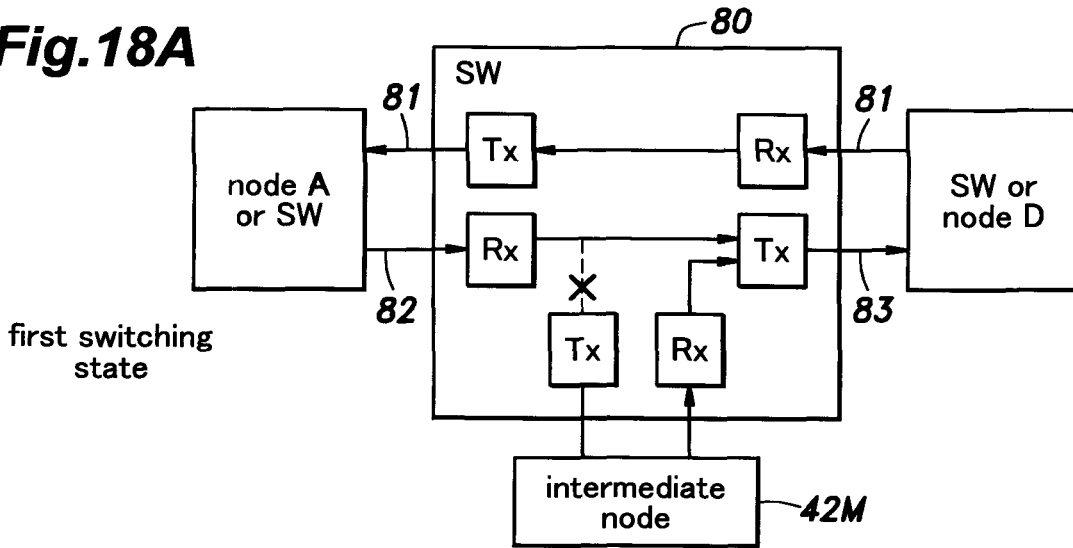 Fig.18A
80
SW
81
81
Tx
Rx
node A
or SW
SW or
node D
Rx
Tx
82
83
first switching
state
Tx
Rx
intermediate
node
42M